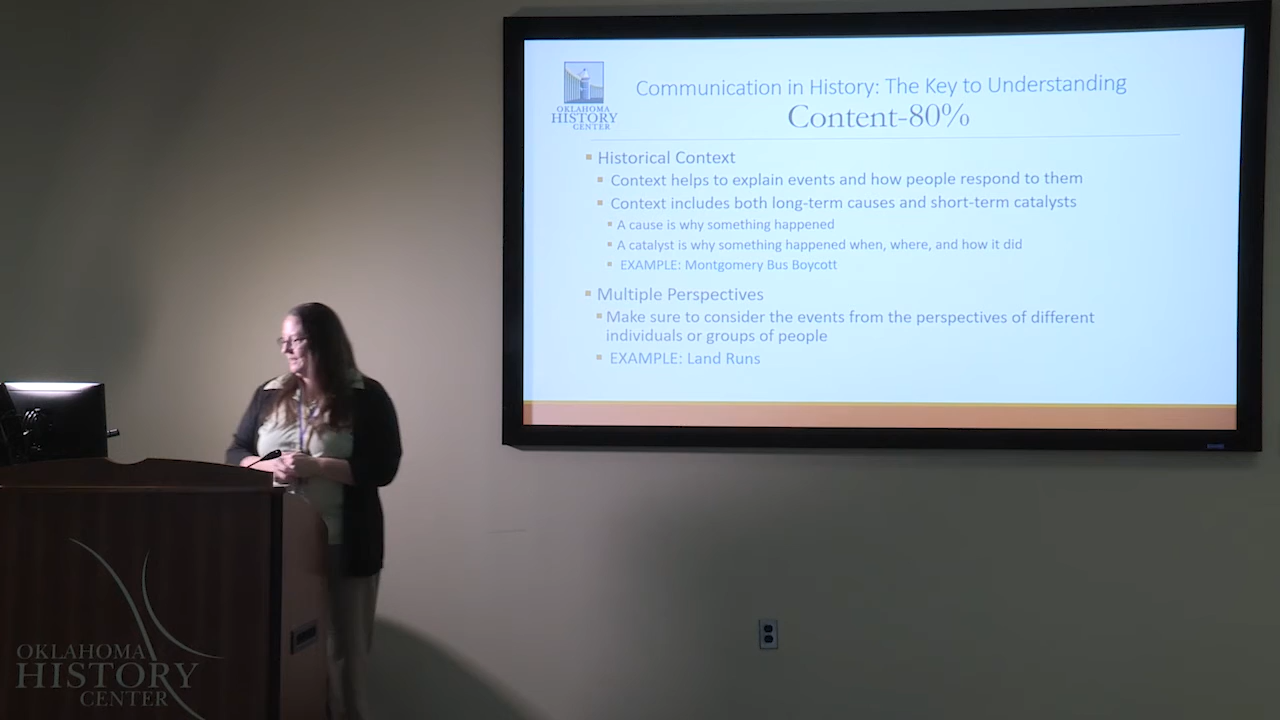 OKLAHOMA
HISTORY
CENTER
Communication in History: The Key to Understanding
Content-80%
Historical Context
Context helps to explain events and how people respond to them
Context includes both long-term causes and short-term catalysts
A cause is why something happened
A catalyst is why something happened when, where, and how it did
EXAMPLE: Montgomery Bus Boycott
Multiple Perspectives
Make sure to consider the events from the perspectives of different
individuals or groups of people
EXAMPLE: Land Runs
OKLAHOMA
HISTORY
CENTER